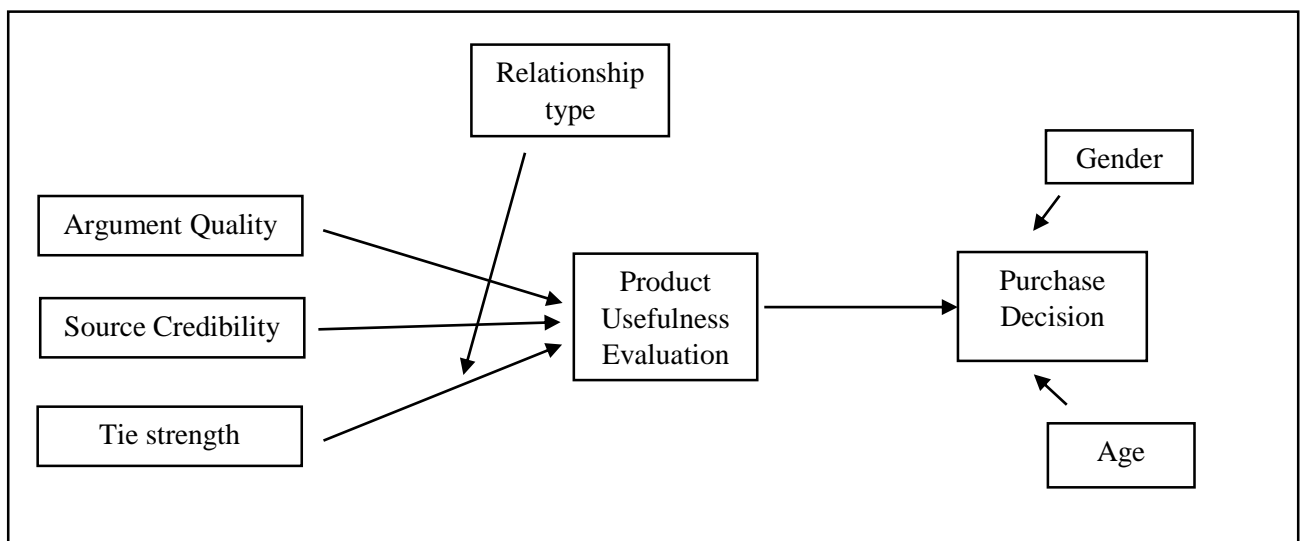 Relationship
type
Gender
Argument Quality
Product
Usefulness
Evaluation
Purchase
Decision
Source Credibility
Tie strength
Age